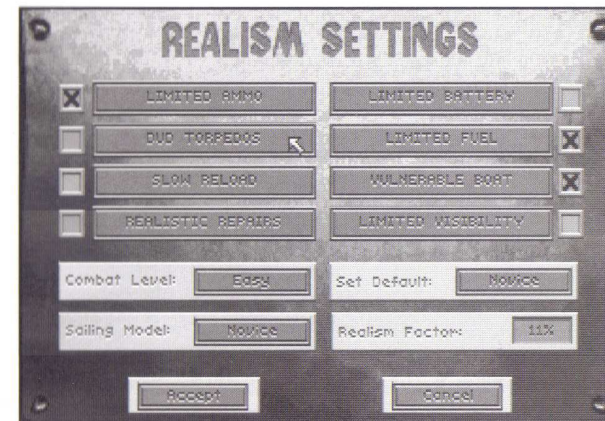 REALISM SETTINGS
LIMITED AMMO
LIMITED BATTERY
DUD TORPEDOS
LIMITED FUEL
SLOW RELOAD
VULNERABLE BOAT
REALISTIC REPAIRS
LIMITED VISIBILITY
Combat Level: Easy
Set Default: Novice
Sailing Model: Novice
Realism Factor: 11%
Accept
Cancel